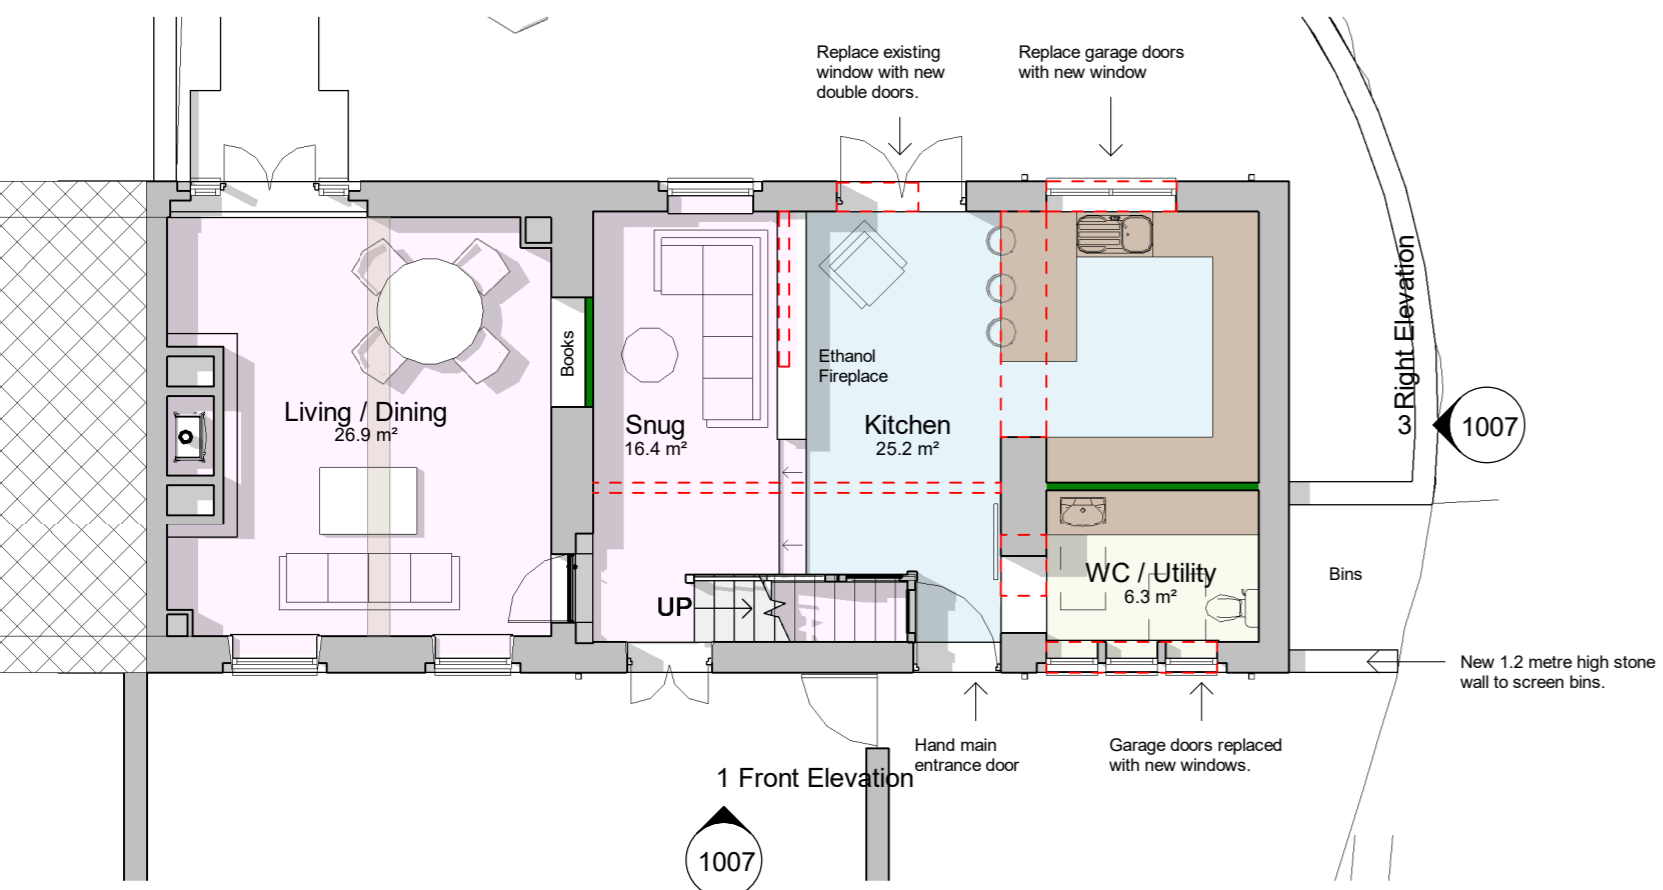 Replace existing
window with new
double doors.
Replace garage doors
with new window
Books
Ethanol
Fireplace
Living / Dining
26.9 m²
Snug
16.4 m²
Kitchen
25.2 m²
3 Right Elevation
1007
UP
WC / Utility
6.3 m²
Bins
New 1.2 metre high stone
wall to screen bins.
Hand main
entrance door
Garage doors replaced
with new windows.
1 Front Elevation
1007